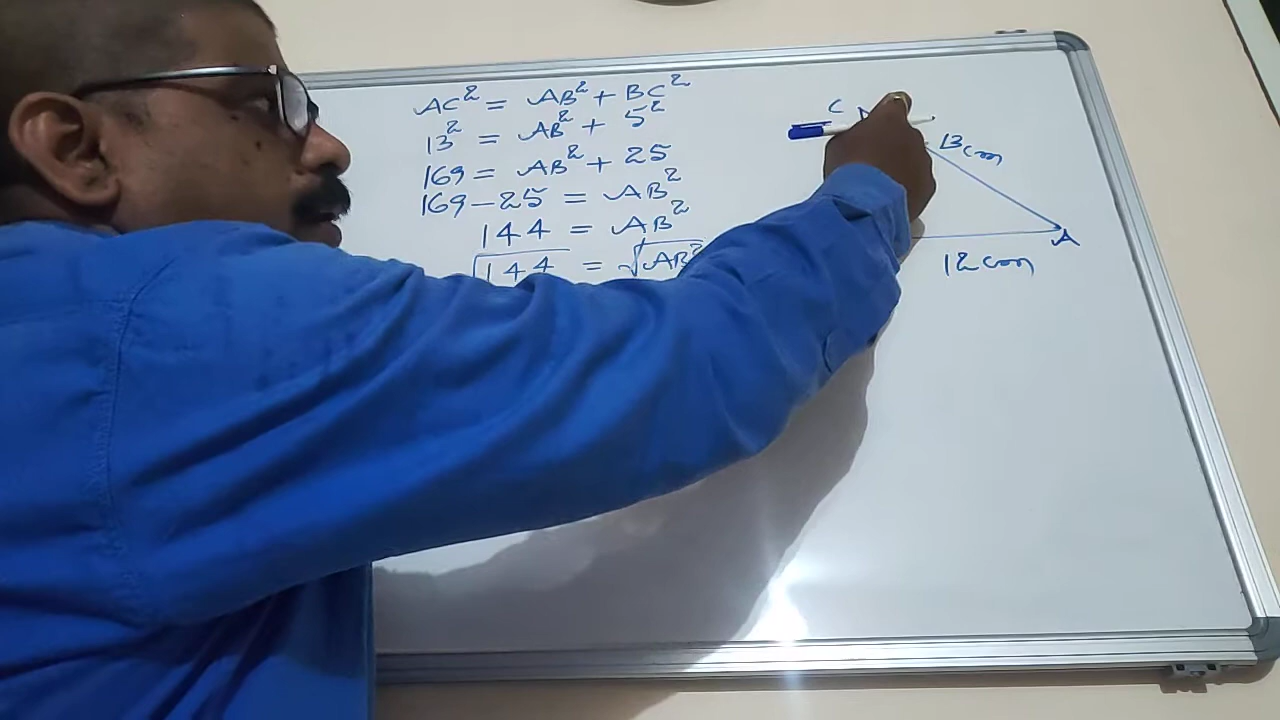 AC² = AB² + BC²
13² = AB² + 5²
169 = AB² + 25
169 - 25 = AB²
144 = AB²
√144 = √AB²
C
13cm
A
12cm